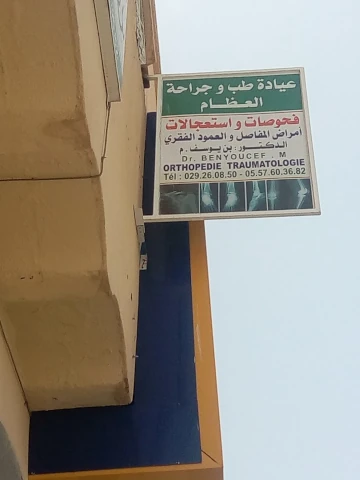 عيادة طب و جراحة
العظام
فحوصات و استعجالات
أمراض المفاصل و العمود الفقري
الدكتور: بن يوسف. م
Dr. BENYOUCEF . M
ORTHOPEDIE TRAUMATOLOGIE
Tél : 029.26.08.50 - 05.57.60.36.82